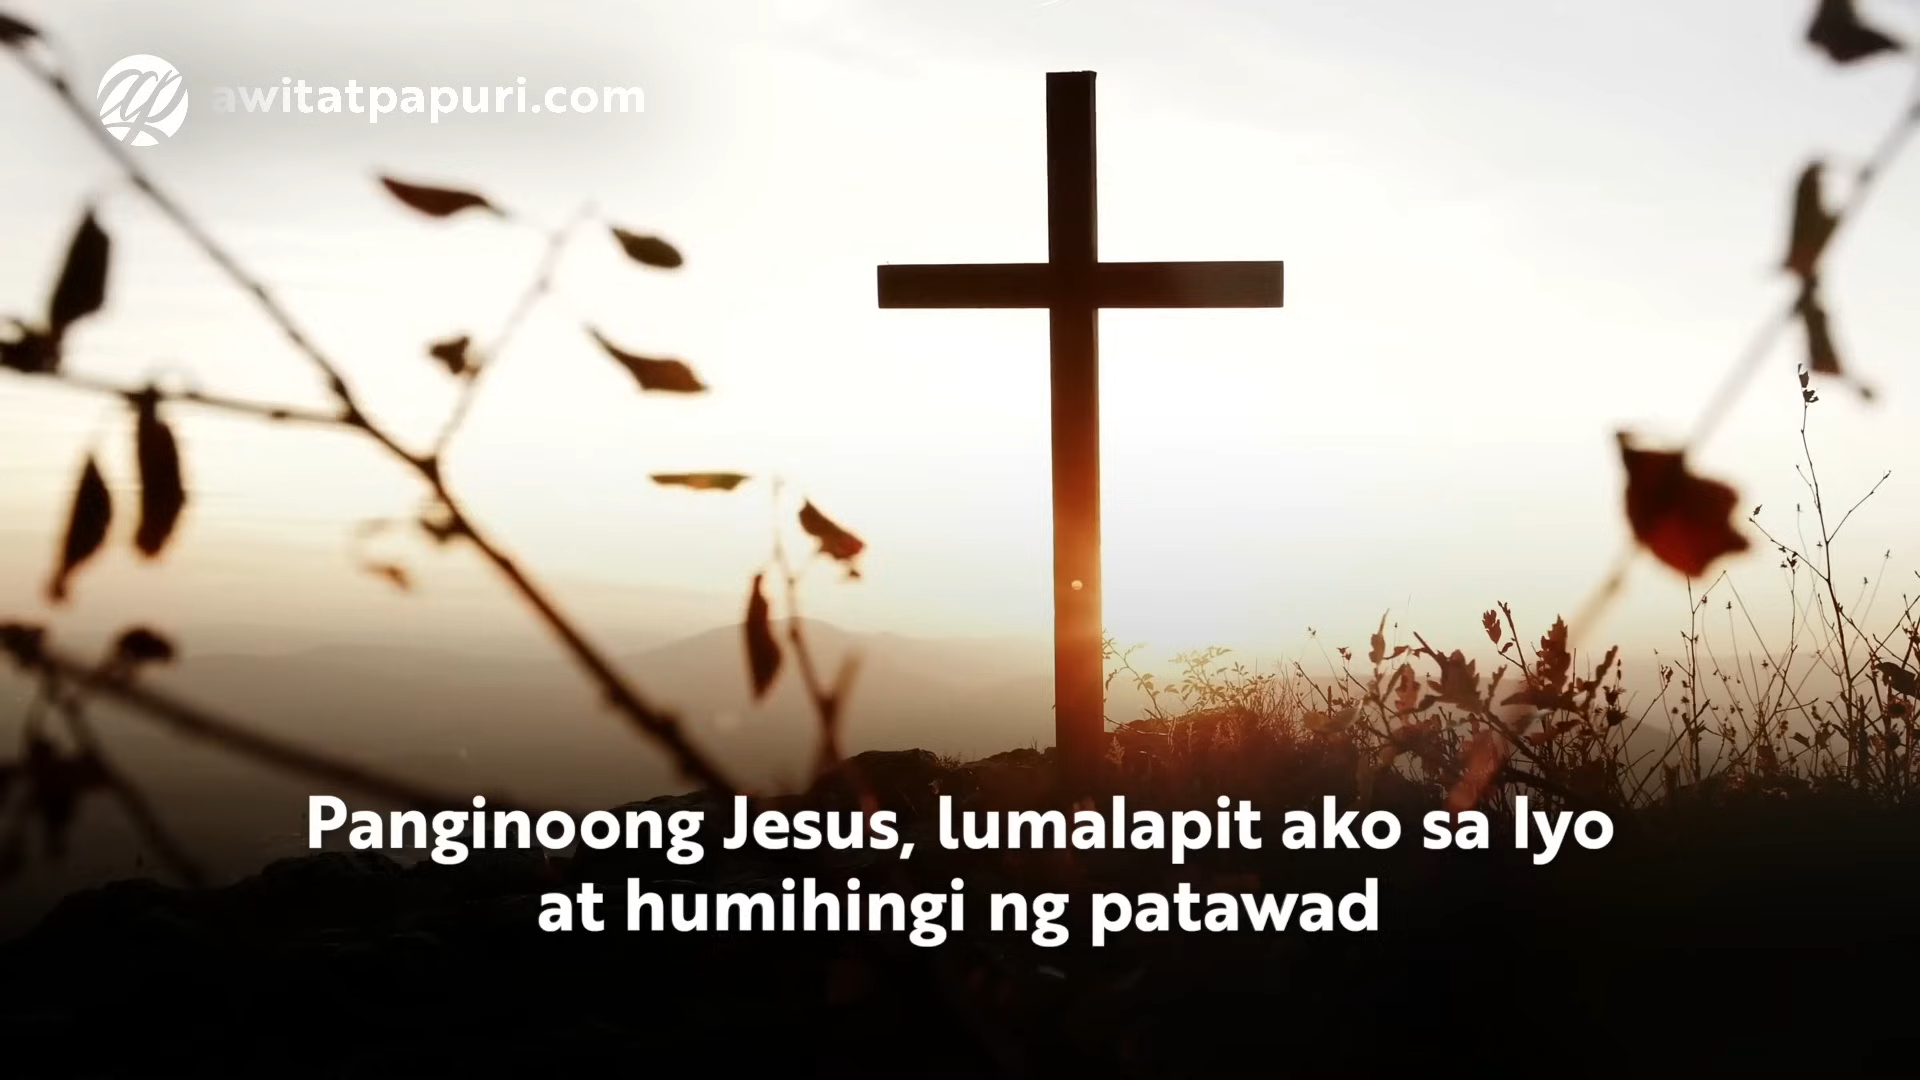 awitatpapuri.com
Panginoong Jesus, lumalapit ako sa Iyo
at humihingi ng patawad